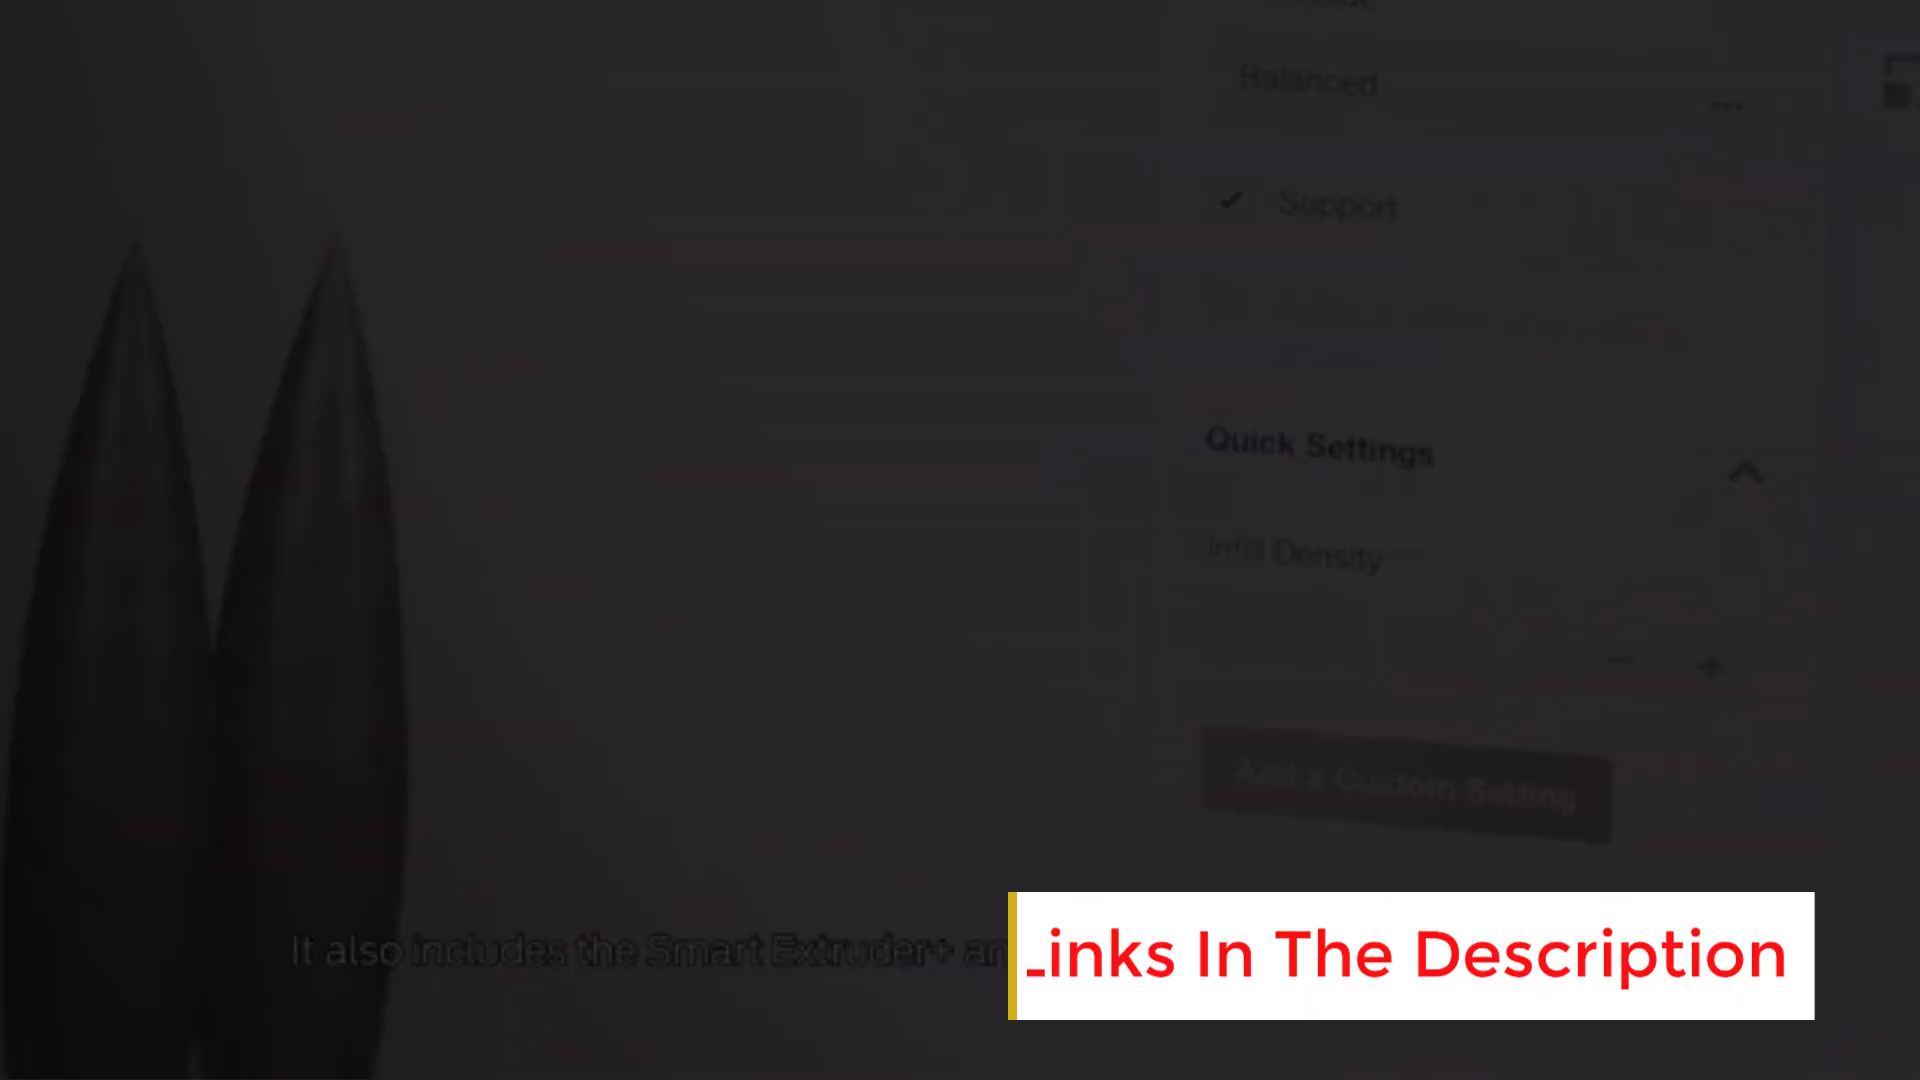 Balanced
Support
Quick Settings
Infill Density
Add a Custom Setting
It also includes the Smart Extruder+ an
Links In The Description